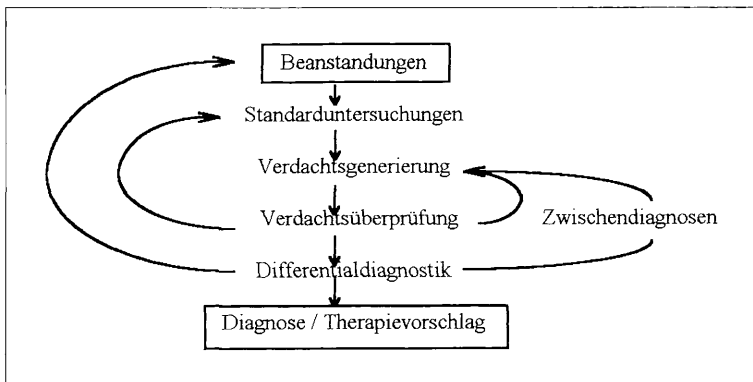 Beanstandungen
Standarduntersuchungen
Verdachtsgenerierung
Verdachtsüberprüfung
Zwischendiagnosen
Differentialdiagnostik
Diagnose / Therapievorschlag